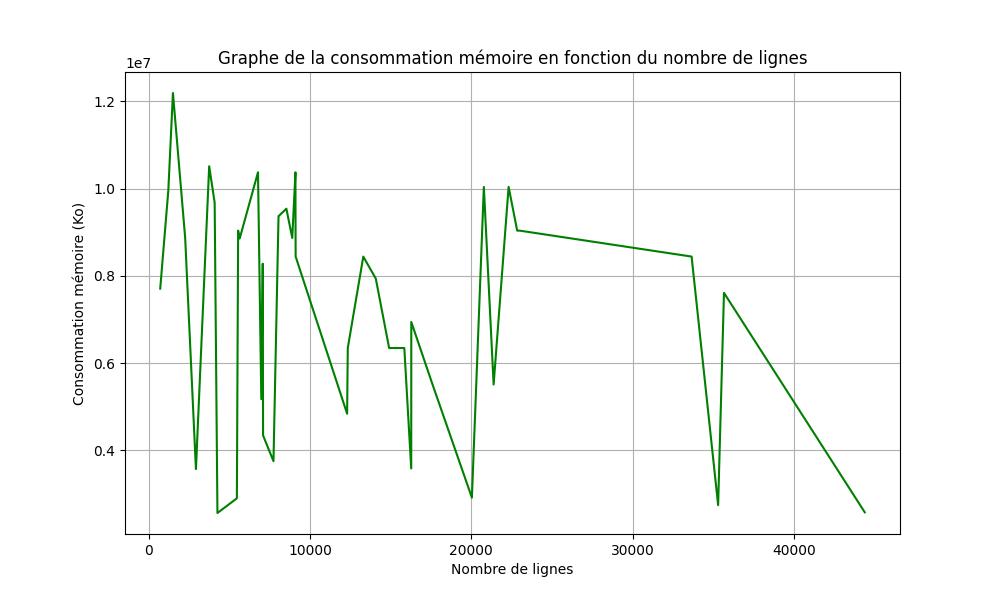 Graphe de la consommation mémoire en fonction du nombre de lignes
1e7
1.2
1.0
0.8
0.6
0.4
Consommation mémoire (Ko)
0 10000 20000 30000 40000
Nombre de lignes